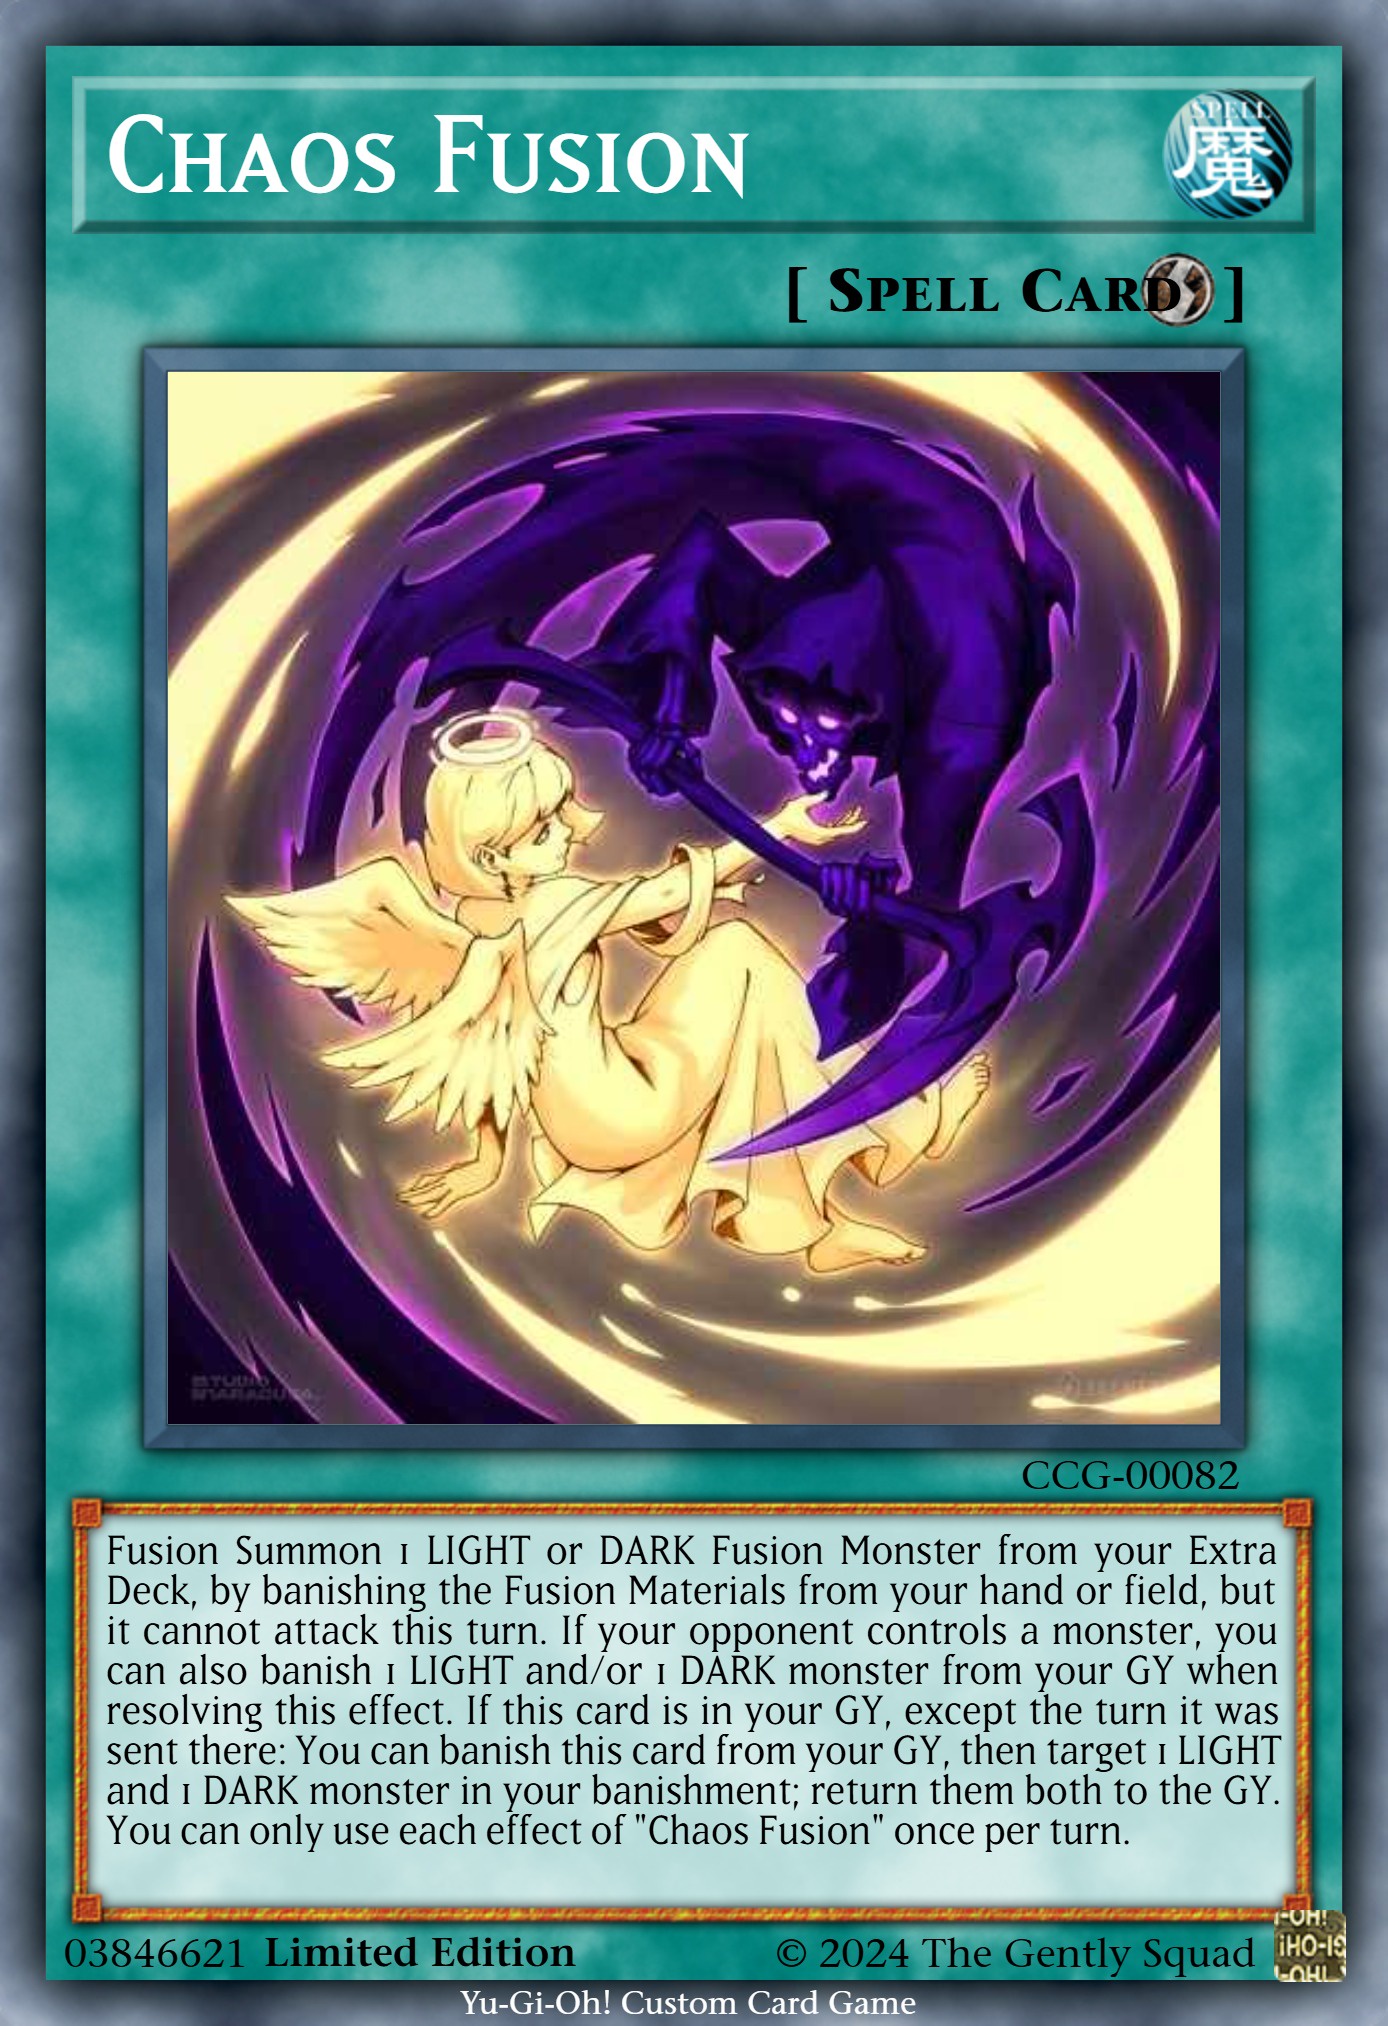 CHAOS FUSION
SPELL
魔
[ SPELL CARD ]
STUDIO
CCG-00082
Fusion Summon 1 LIGHT or DARK Fusion Monster from your Extra
Deck, by banishing the Fusion Materials from your hand or field, but
it cannot attack this turn. If your opponent controls a monster, you
can also banish 1 LIGHT and/or 1 DARK monster from your GY when
resolving this effect. If this card is in your GY, except the turn it was
sent there: You can banish this card from your GY, then target 1 LIGHT
and 1 DARK monster in your banishment; return them both to the GY.
You can only use each effect of "Chaos Fusion" once per turn.
03846621 Limited Edition
© 2024 The Gently Squad
Yu-Gi-Oh! Custom Card Game